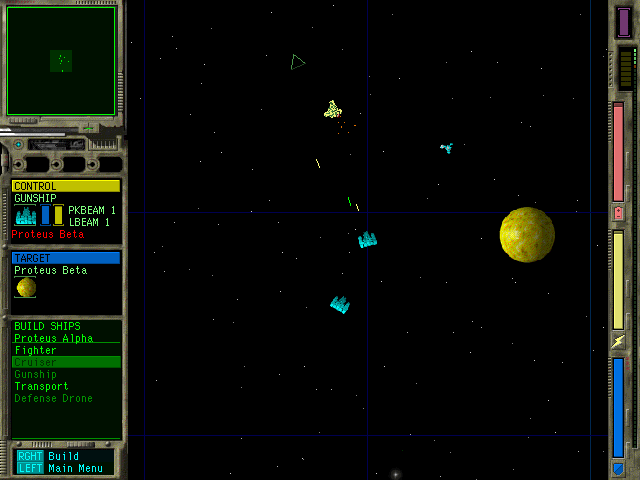 CONTROL
GUNSHIP
PKBEAM 1
LBEAM 1
Proteus Beta
TARGET
Proteus Beta
BUILD SHIPS
Proteus Alpha
Fighter
Cruiser
Gunship
Transport
Defense Drone
RGHT Build
LEFT Main Menu